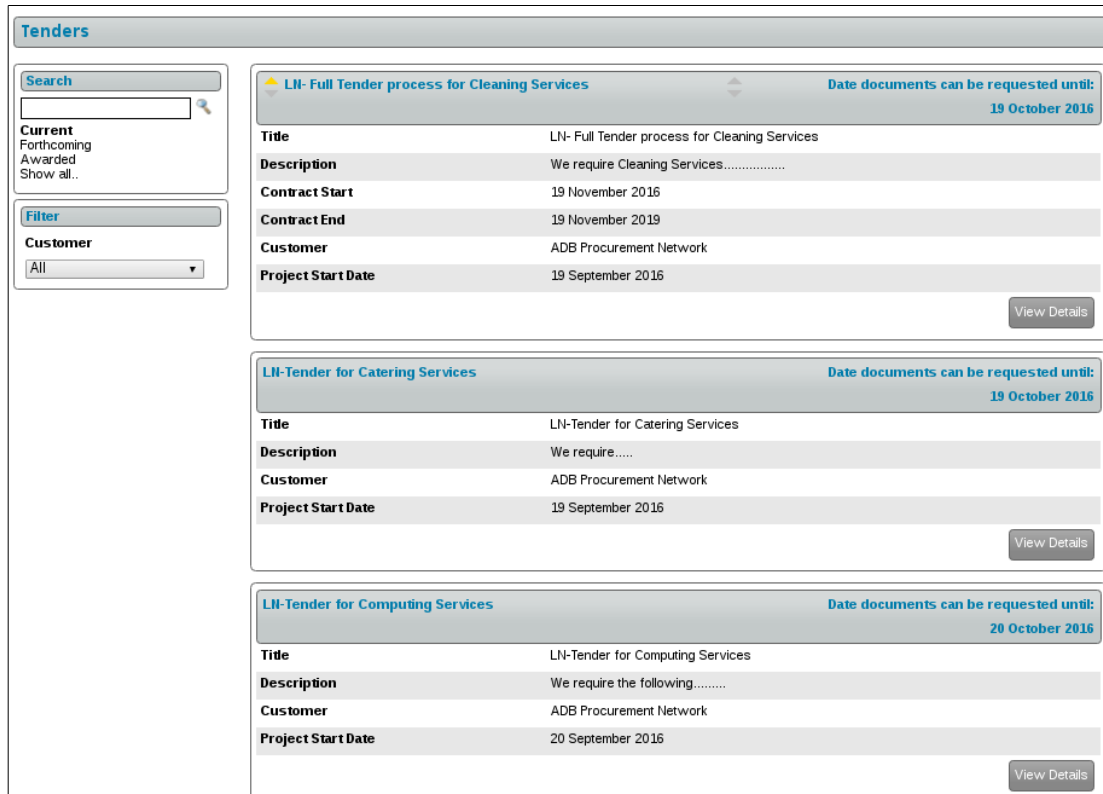 Tenders
Search
Current
Forthcoming
Awarded
Show all..
Filter
Customer
All
LN- Full Tender process for Cleaning Services Date documents can be requested until:
19 October 2016
Title LN- Full Tender process for Cleaning Services
Description We require Cleaning Services.................
Contract Start 19 November 2016
Contract End 19 November 2019
Customer ADB Procurement Network
Project Start Date 19 September 2016
View Details
LN-Tender for Catering Services Date documents can be requested until:
19 October 2016
Title LN-Tender for Catering Services
Description We require.....
Customer ADB Procurement Network
Project Start Date 19 September 2016
View Details
LN-Tender for Computing Services Date documents can be requested until:
20 October 2016
Title LN-Tender for Computing Services
Description We require the following.........
Customer ADB Procurement Network
Project Start Date 20 September 2016
View Details